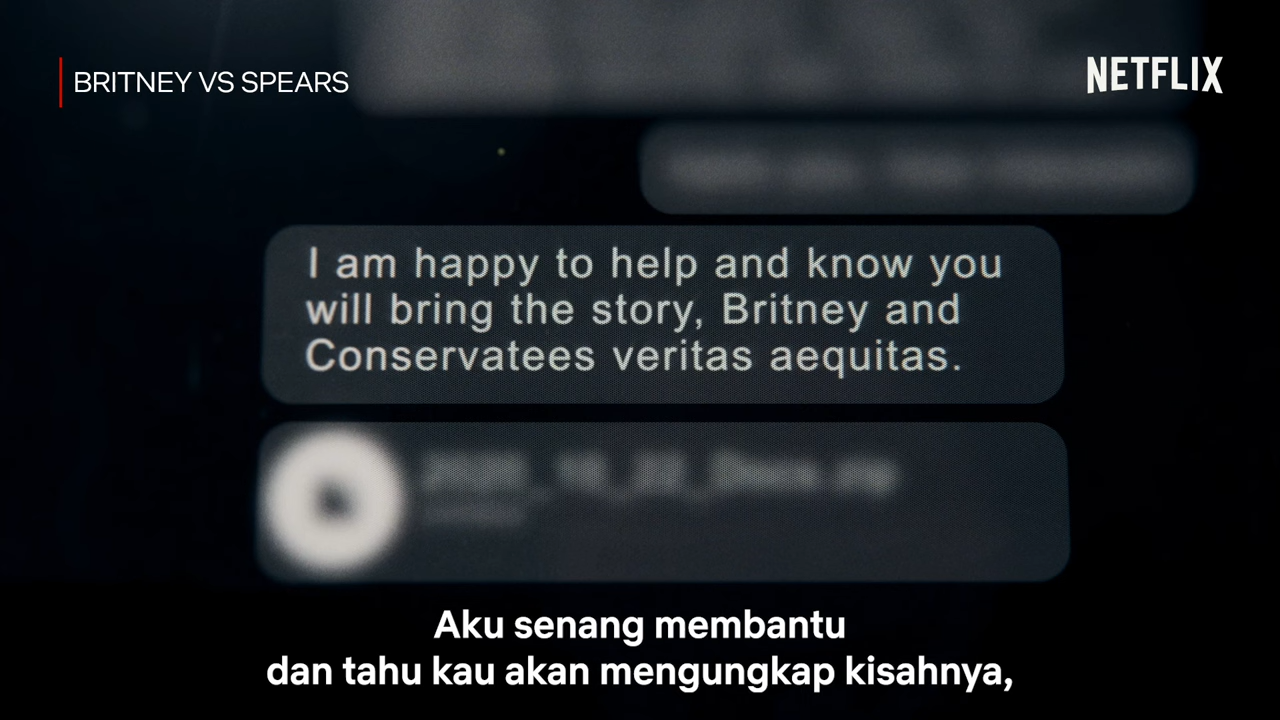 BRITNEY VS SPEARS
NETFLIX
I am happy to help and know you
will bring the story, Britney and
Conservatees veritas aequitas.
Aku senang membantu
dan tahu kau akan mengungkap kisahnya,